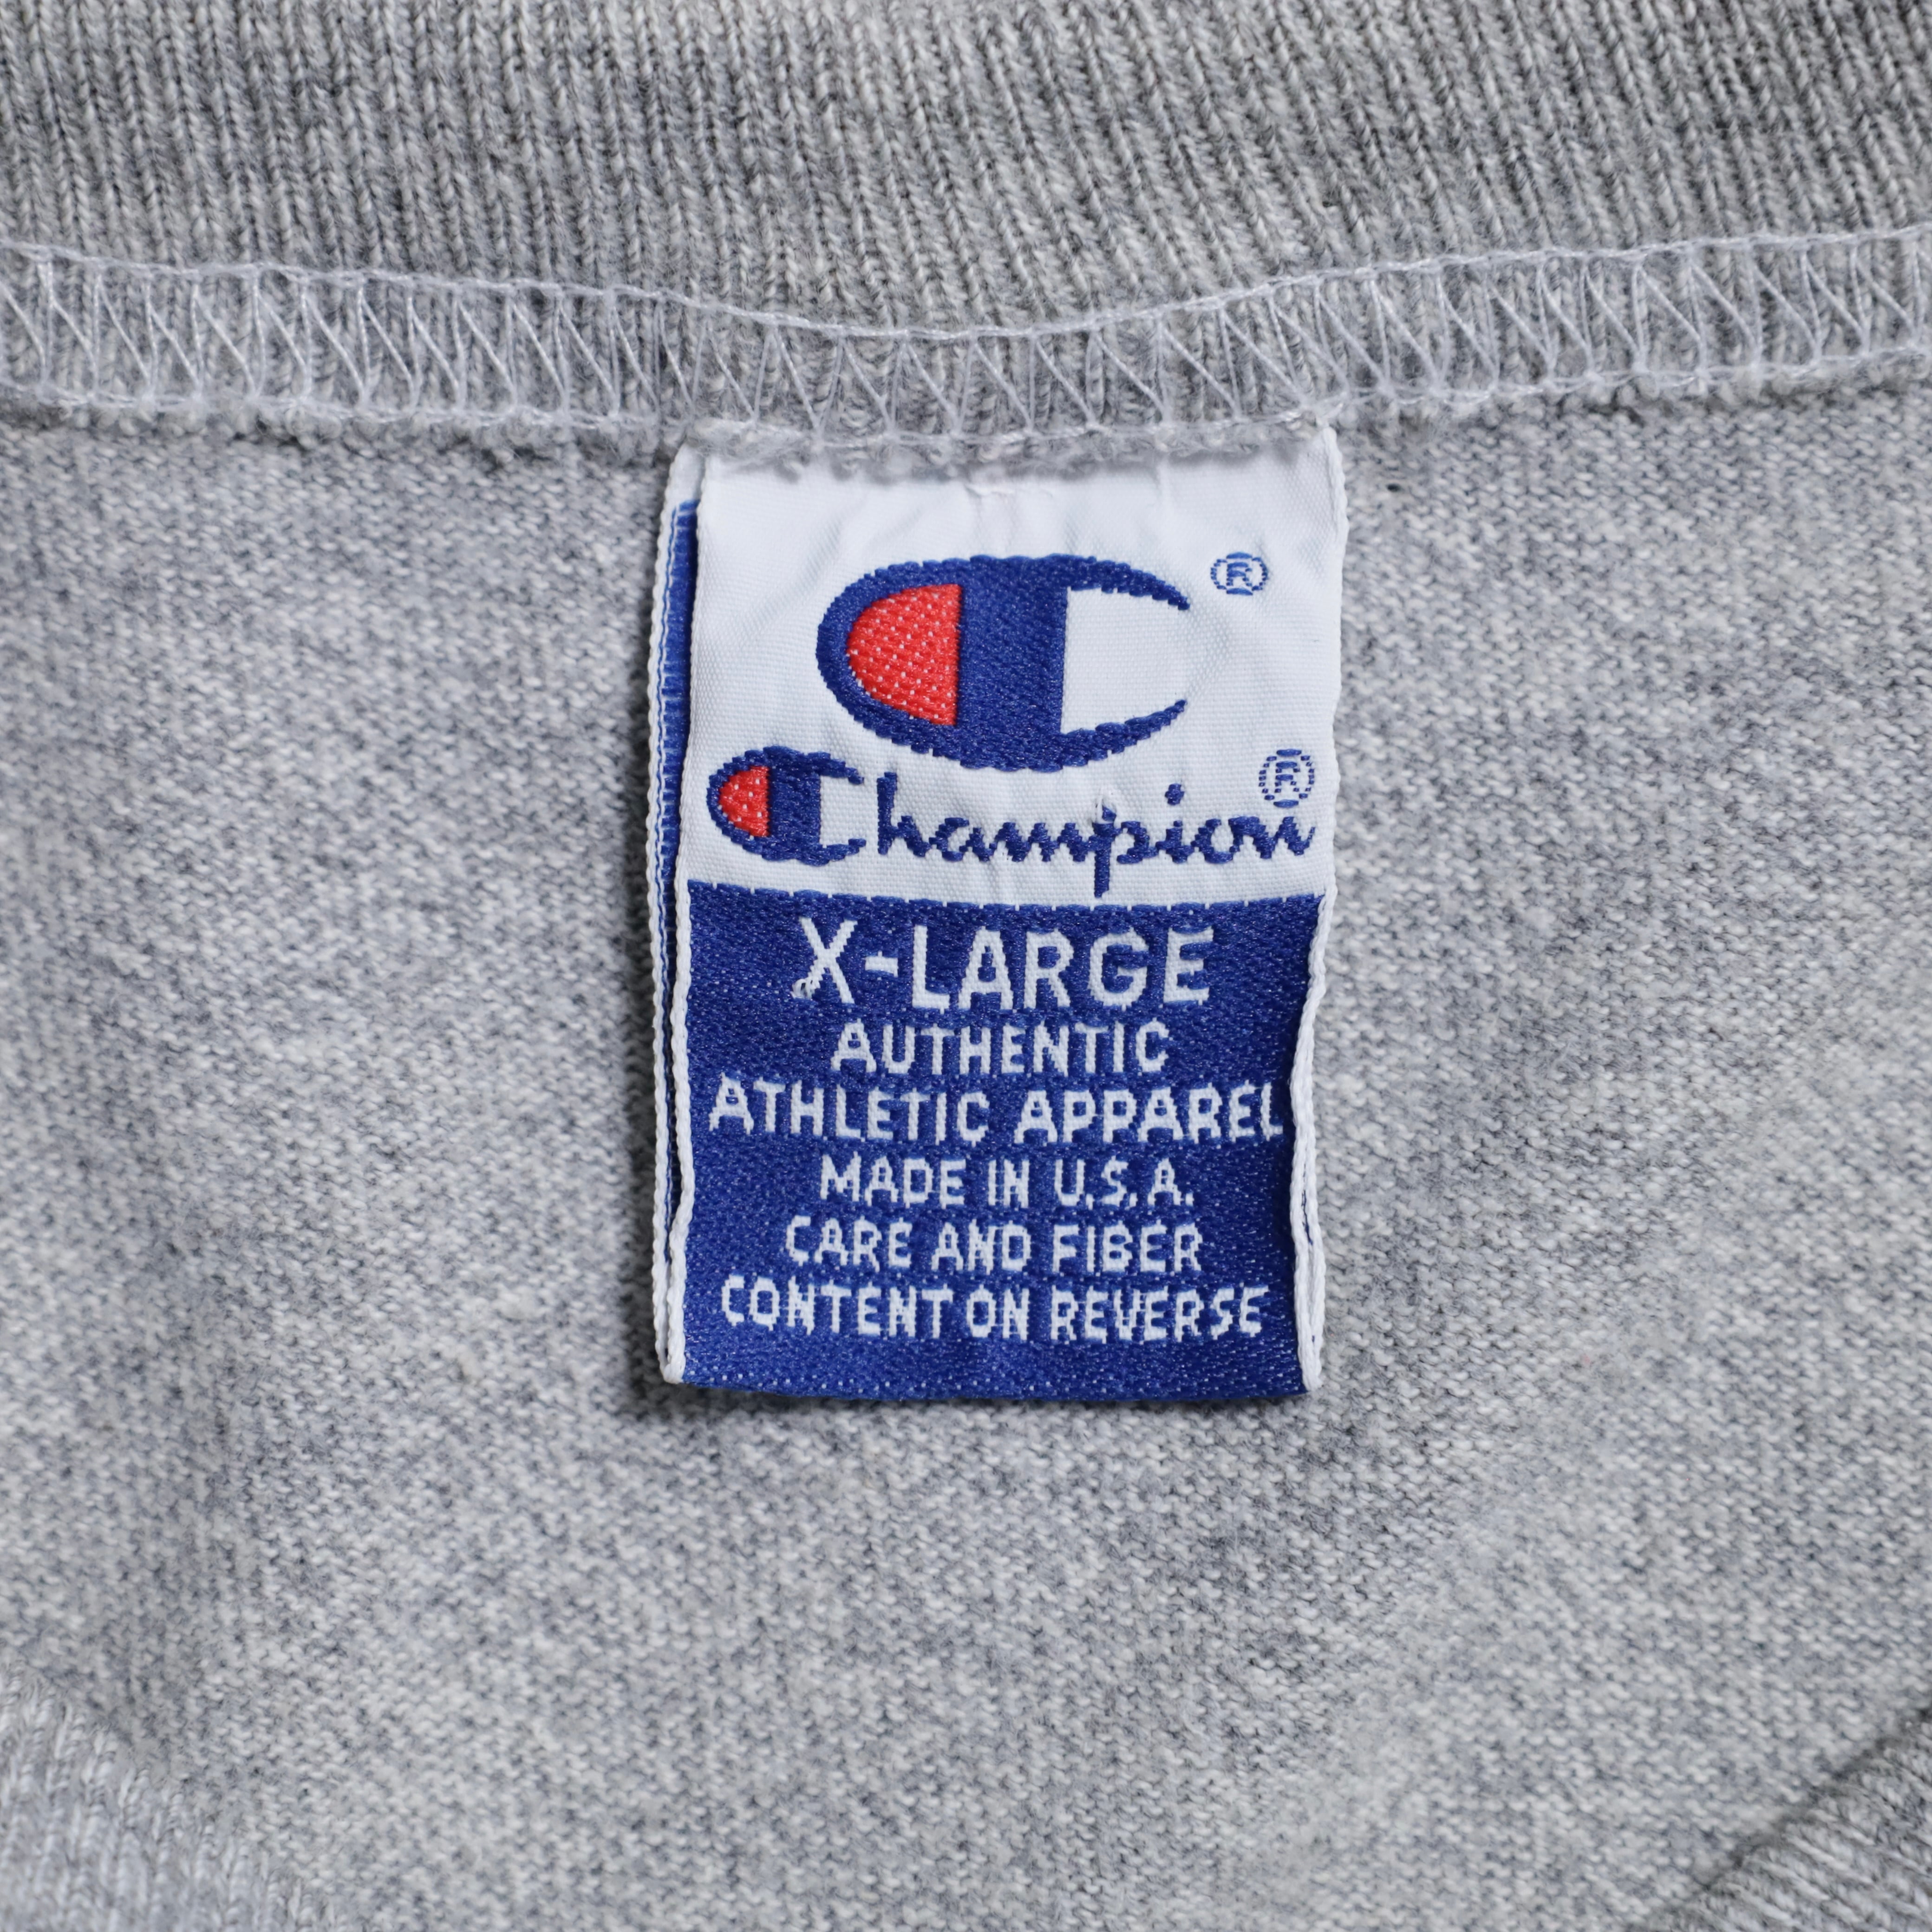 ®
Champion®
X-LARGE
AUTHENTIC
ATHLETIC APPAREL
MADE IN U.S.A.
CARE AND FIBER
CONTENT ON REVERSE